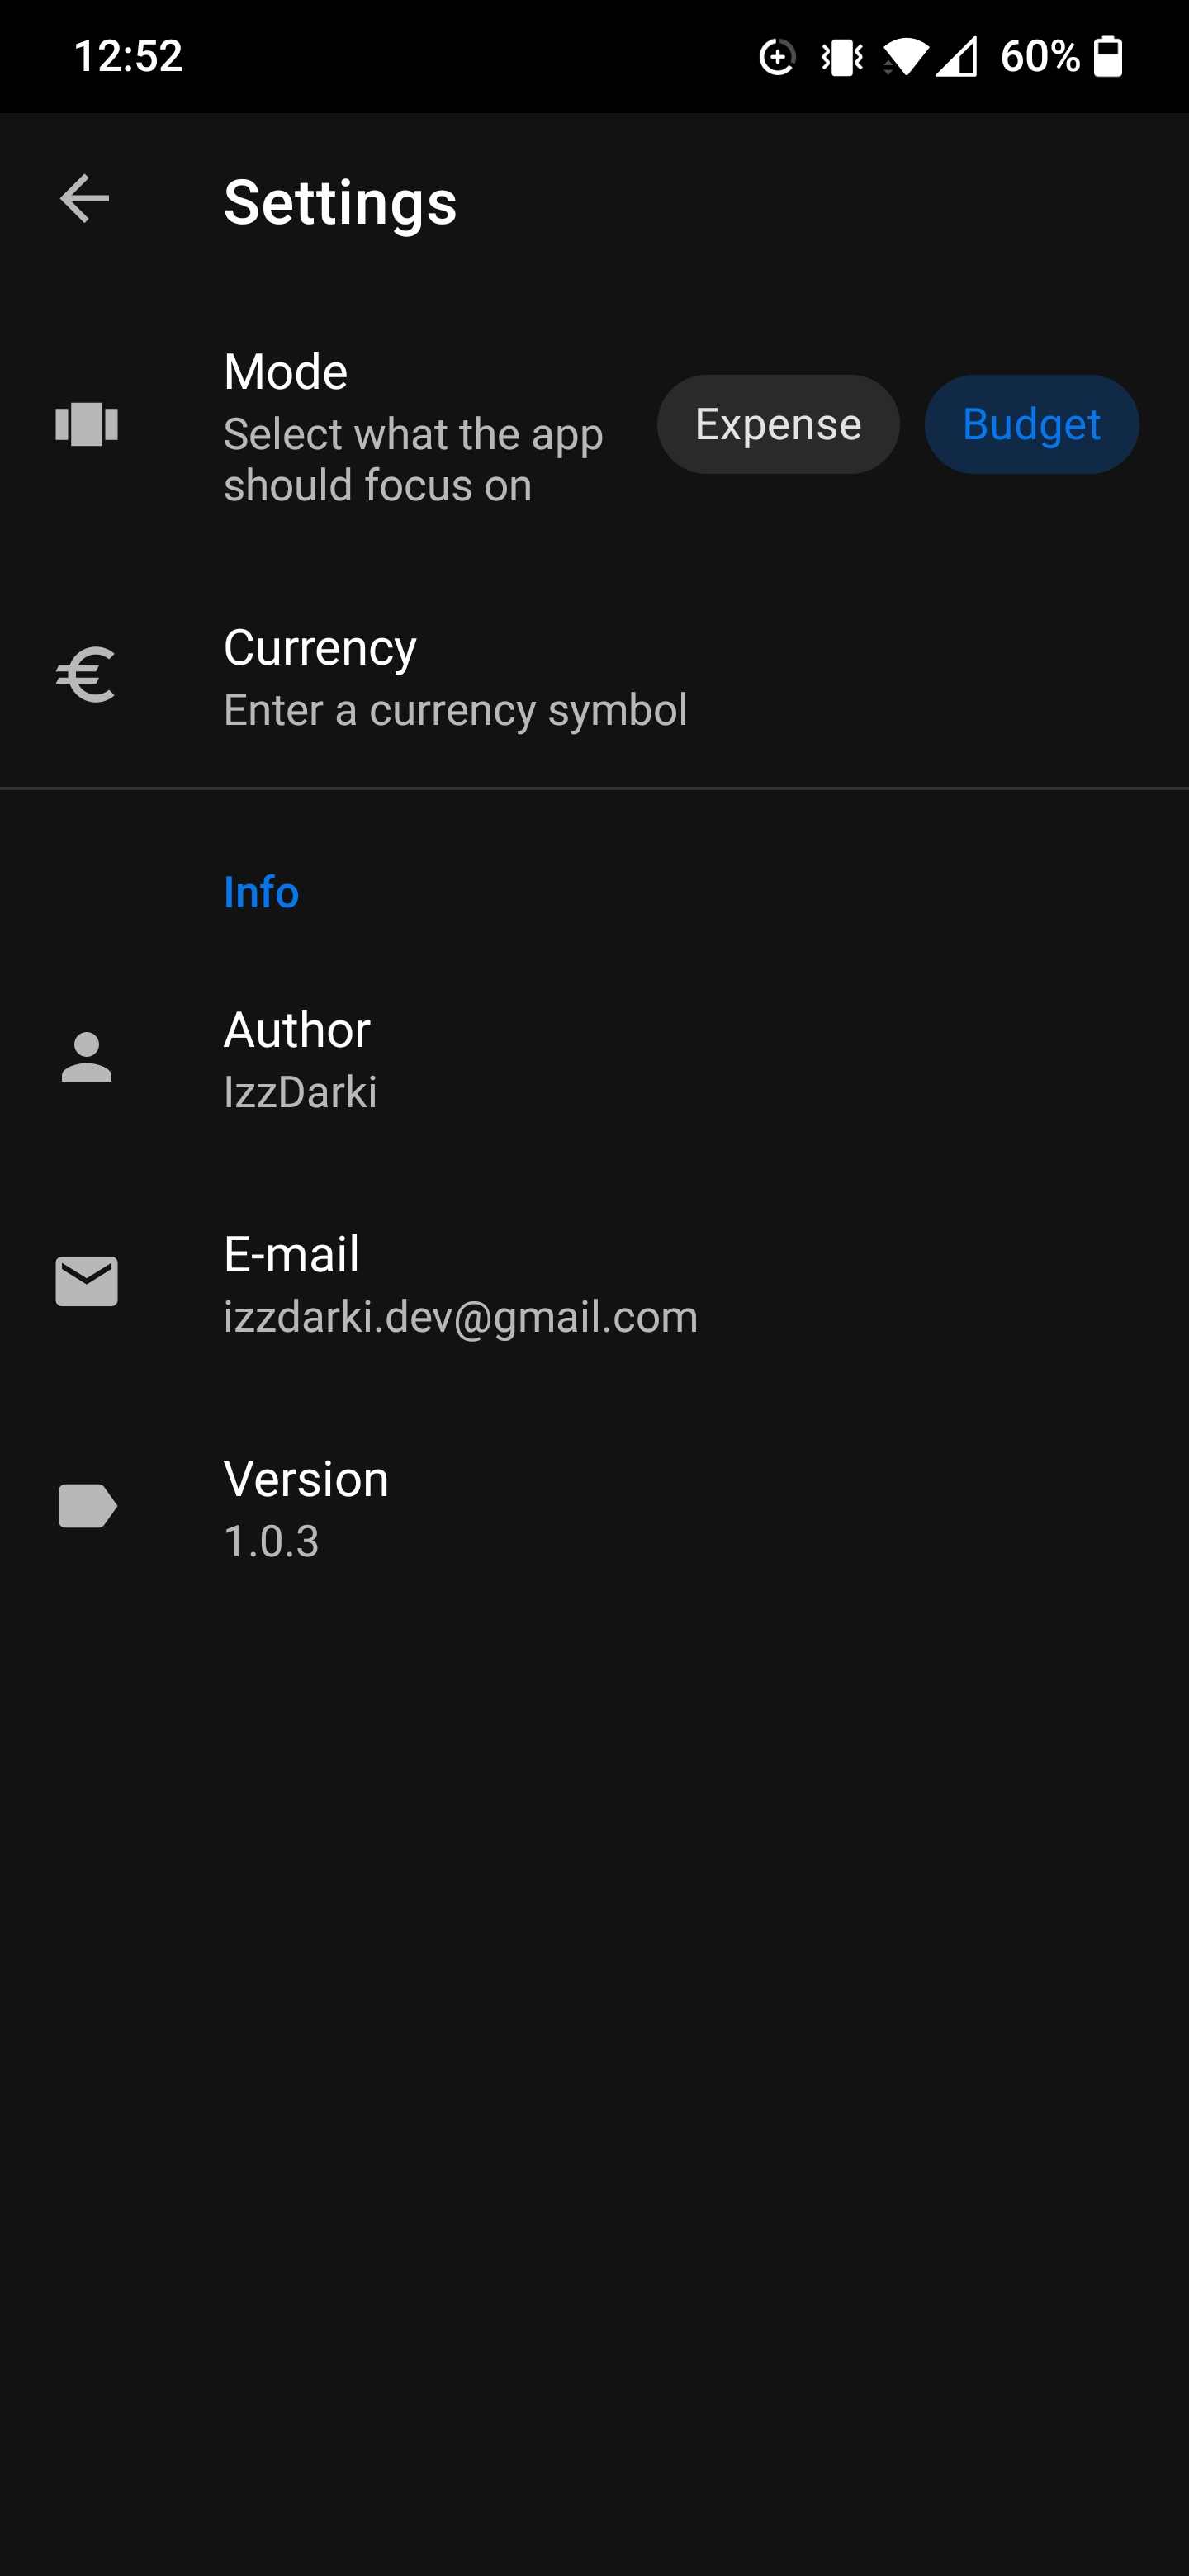 12:52
60%
Settings
Mode
Select what the app
should focus on
Expense
Budget
Currency
Enter a currency symbol
Info
Author
IzzDarki
E-mail
izzdarki.dev@gmail.com
Version
1.0.3